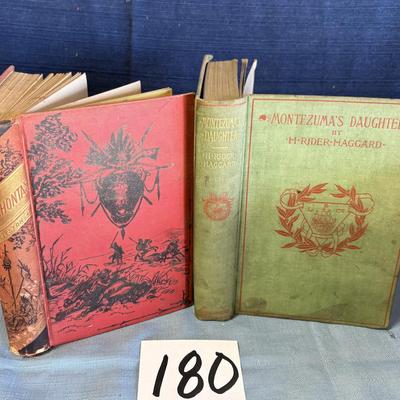 MONTEZUMA'S DAUGHTER
BY
H·RIDER·HAGGARD
MONTEZUMA'S
DAUGHTER
H·RIDER
HAGGARD
180